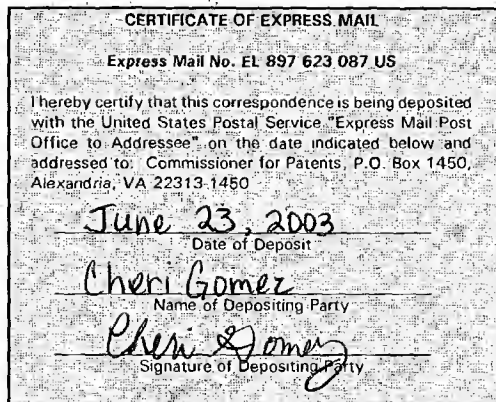 CERTIFICATE OF EXPRESS MAIL
Express Mail No. EL 897 623 087 US
I hereby certify that this correspondence is being deposited
with the United States Postal Service "Express Mail Post
Office to Addressee" on the date indicated below and
addressed to: Commissioner for Patents, P.O. Box 1450,
Alexandria, VA 22313-1450
June 23, 2003
Date of Deposit
Cheri Gomez
Name of Depositing Party
Cheri Gomez
Signature of Depositing Party